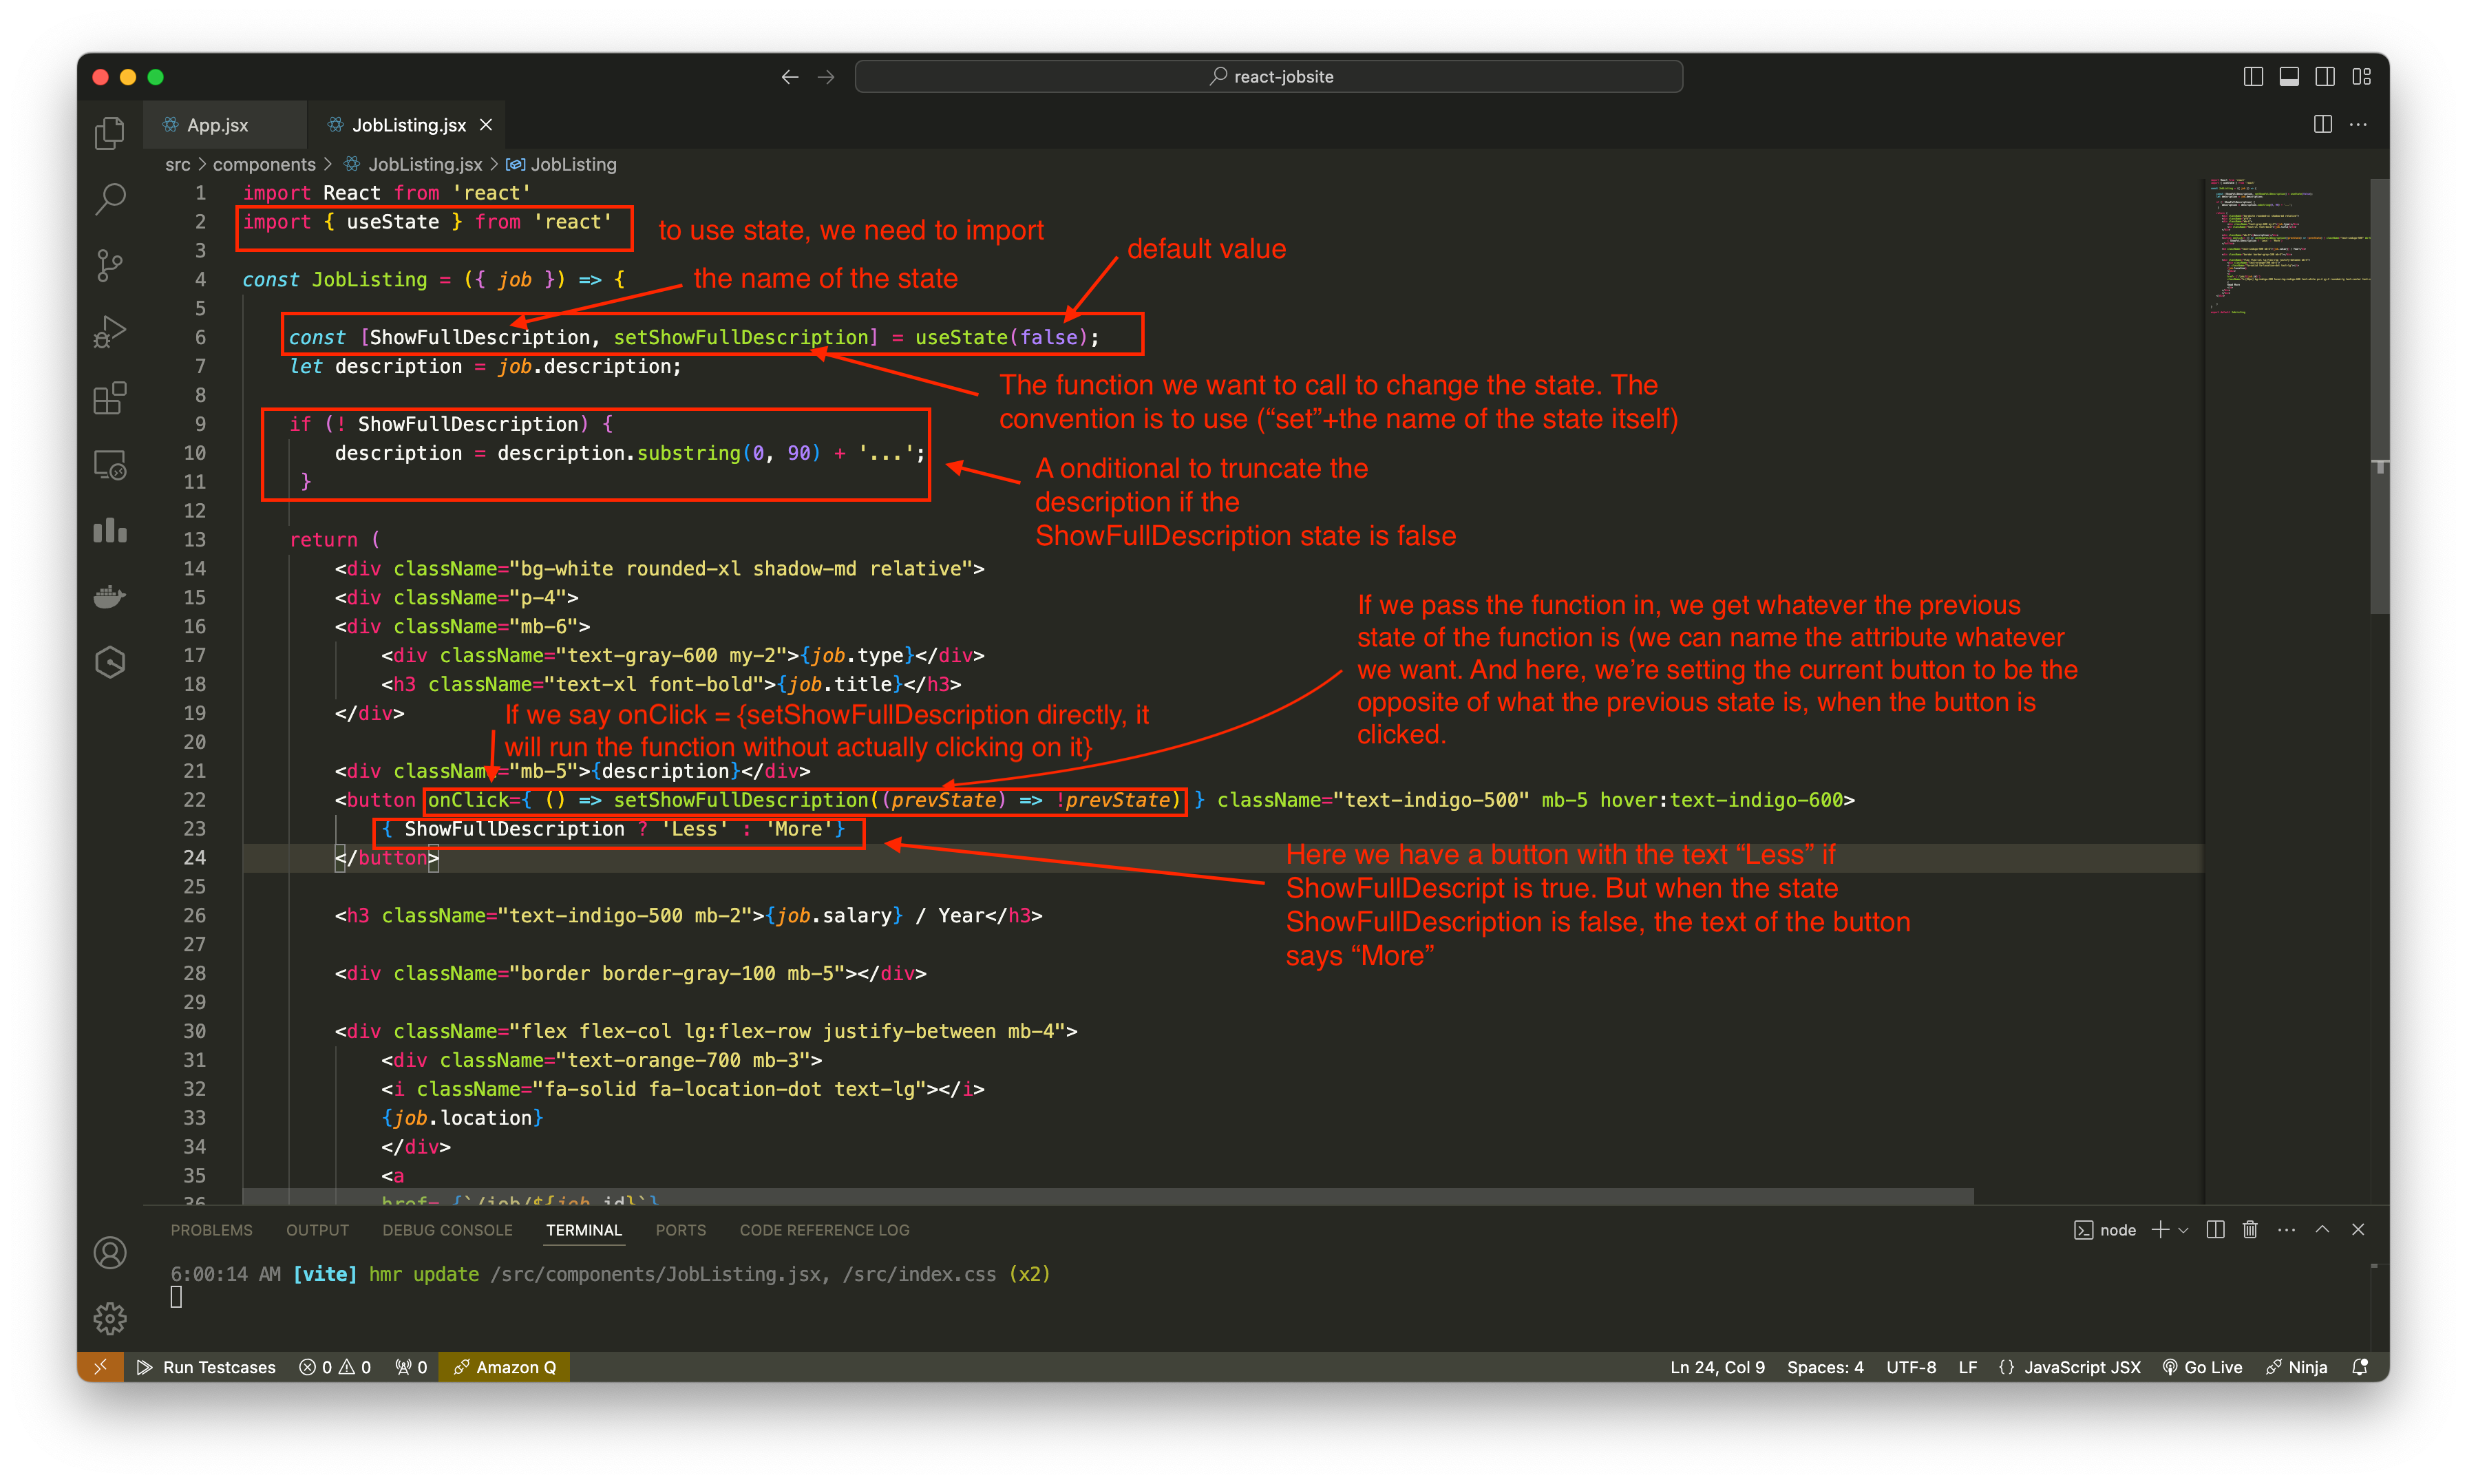 react-jobsite
App.jsx
JobListing.jsx
src > components > JobListing.jsx > JobListing
1 import React from 'react'
2 import { useState } from 'react'
to use state, we need to import
default value
3
the name of the state
4 const JobListing = ({ job }) => {
5
6 const [ShowFullDescription, setShowFullDescription] = useState(false);
7 let description = job.description;
The function we want to call to change the state. The
convention is to use (“set”+the name of the state itself)
8
9 if (! ShowFullDescription) {
10 description = description.substring(0, 90) + '...';
11 }
A onditional to truncate the
description if the
ShowFullDescription state is false
12
13 return (
14 <div className="bg-white rounded-xl shadow-md relative">
15 <div className="p-4">
16 <div className="mb-6">
17 <div className="text-gray-600 my-2">{job.type}</div>
18 <h3 className="text-xl font-bold">{job.title}</h3>
19 </div>
If we pass the function in, we get whatever the previous
state of the function is (we can name the attribute whatever
we want. And here, we’re setting the current button to be the
opposite of what the previous state is, when the button is
clicked.
If we say onClick = {setShowFullDescription directly, it
will run the function without actually clicking on it}
20
21 <div className="mb-5">{description}</div>
22 <button onClick={ () => setShowFullDescription((prevState) => !prevState) } className="text-indigo-500" mb-5 hover:text-indigo-600>
23 { ShowFullDescription ? 'Less' : 'More'}
24 </button>
Here we have a button with the text “Less” if
ShowFullDescript is true. But when the state
ShowFullDescription is false, the text of the button
says “More”
25
26 <h3 className="text-indigo-500 mb-2">{job.salary} / Year</h3>
27
28 <div className="border border-gray-100 mb-5"></div>
29
30 <div className="flex flex-col lg:flex-row justify-between mb-4">
31 <div className="text-orange-700 mb-3">
32 <i className="fa-solid fa-location-dot text-lg"></i>
33 {job.location}
34 </div>
35 <a
36 href= {`/job/${job.id}`}
PROBLEMS OUTPUT DEBUG CONSOLE TERMINAL PORTS CODE REFERENCE LOG
node
6:00:14 AM [vite] hmr update /src/components/JobListing.jsx, /src/index.css (x2)
Run Testcases 0 0 0 Amazon Q
Ln 24, Col 9 Spaces: 4 UTF-8 LF {} JavaScript JSX Go Live Ninja